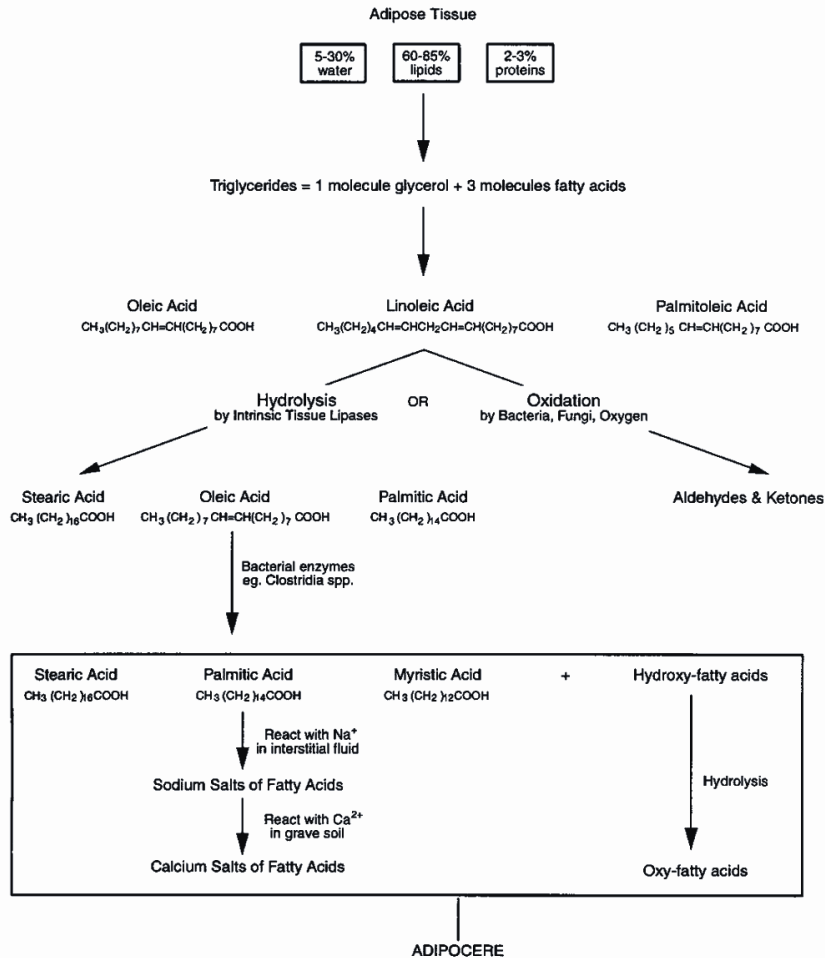 Adipose Tissue
5-30% water
60-85% lipids
2-3% proteins
Triglycerides = 1 molecule glycerol + 3 molecules fatty acids
Oleic Acid Linoleic Acid Palmitoleic Acid
CH₃(CH₂)₇CH=CH(CH₂)₇COOH CH₃(CH₂)₄CH=CHCH₂CH=CH(CH₂)₇COOH CH₃ (CH₂)₅ CH=CH(CH₂)₇ COOH
Hydrolysis OR Oxidation
by Intrinsic Tissue Lipases by Bacteria, Fungi, Oxygen
Stearic Acid Oleic Acid Palmitic Acid Aldehydes & Ketones
CH₃ (CH₂)₁₆COOH CH₃ (CH₂)₇ CH=CH(CH₂)₇ COOH CH₃ (CH₂)₁₄COOH
Bacterial enzymes
eg. Clostridia spp.
Stearic Acid Palmitic Acid Myristic Acid + Hydroxy-fatty acids
CH₃ (CH₂)₁₆COOH CH₃ (CH₂)₁₄COOH CH₃ (CH₂)₁₂COOH
React with Na⁺
in interstitial fluid
Hydrolysis
Sodium Salts of Fatty Acids
React with Ca²⁺
in grave soil
Calcium Salts of Fatty Acids Oxy-fatty acids
ADIPOCERE